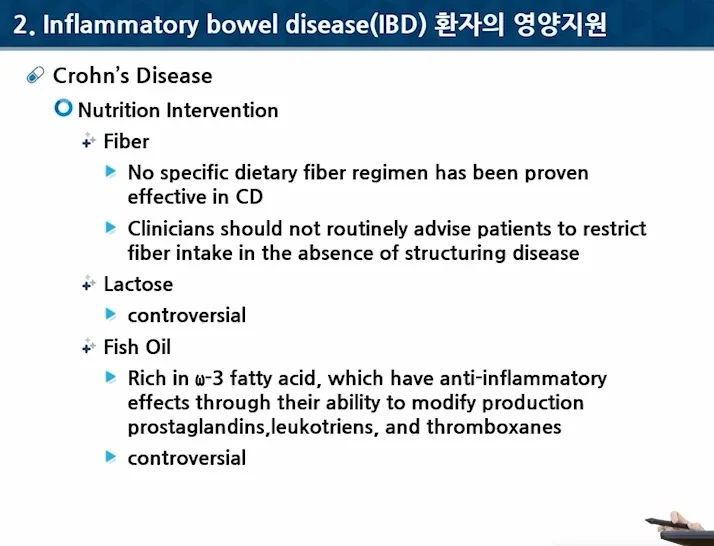 2. Inflammatory bowel disease(IBD) 환자의 영양지원
Crohn's Disease
Nutrition Intervention
Fiber
No specific dietary fiber regimen has been proven
effective in CD
Clinicians should not routinely advise patients to restrict
fiber intake in the absence of structuring disease
Lactose
controversial
Fish Oil
Rich in ω-3 fatty acid, which have anti-inflammatory
effects through their ability to modify production
prostaglandins,leukotriens, and thromboxanes
controversial